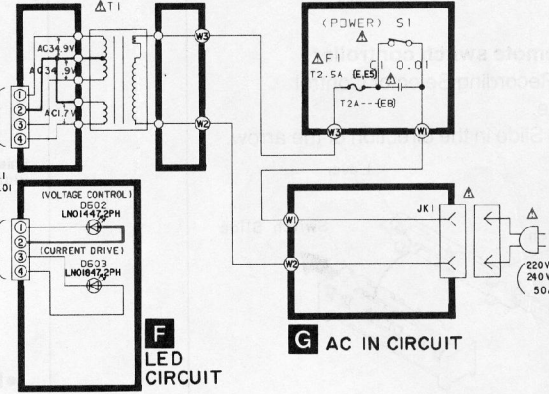 ⚠T1
W3
W2
AC34.9V
AC34.9V
AC1.7V
1
2
3
4
(POWER) S1
F1
T2.5A (E,E5)
C1 0.01
T2A---(EB)
W3
W1
(VOLTAGE CONTROL)
D602
LN01447.2PH
(CURRENT DRIVE)
D603
LN01847.2PH
1
2
3
4
F LED
CIRCUIT
W1
W2
JK1
G AC IN CIRCUIT
220V
240V